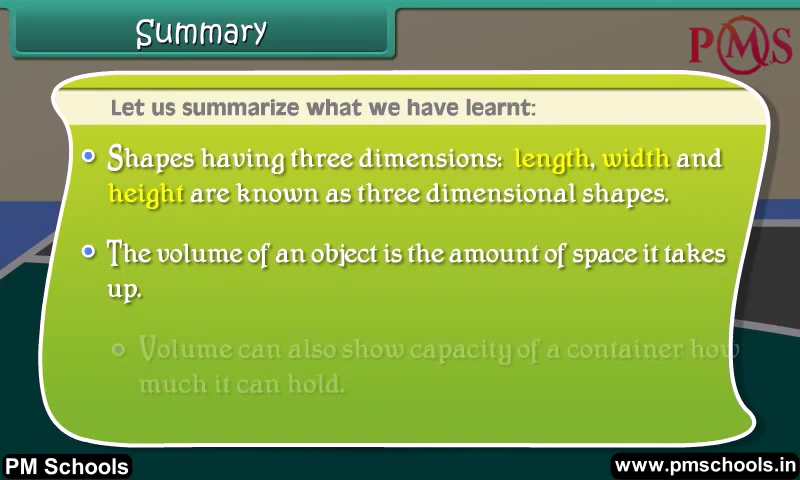 Summary
PMS
Let us summarize what we have learnt:
Shapes having three dimensions: length, width and
height are known as three dimensional shapes.
The volume of an object is the amount of space it takes
up.
Volume can also show capacity of a container how
much it can hold.
PM Schools
www.pmschools.in